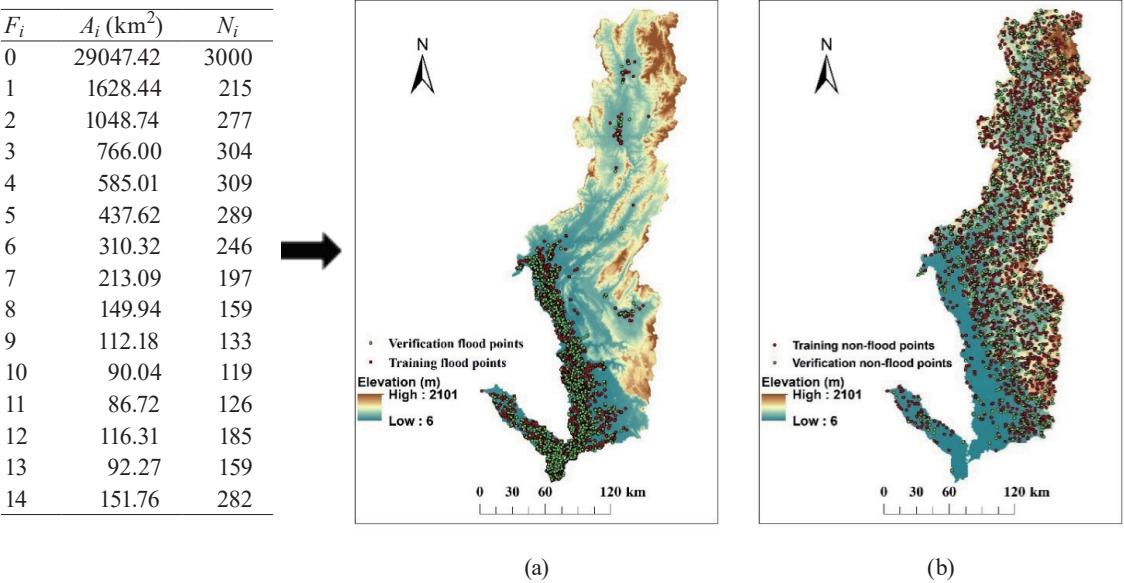 Fi Ai (km2) Ni
0 29047.42 3000
1 1628.44 215
2 1048.74 277
3 766.00 304
4 585.01 309
5 437.62 289
6 310.32 246
7 213.09 197
8 149.94 159
9 112.18 133
10 90.04 119
11 86.72 126
12 116.31 185
13 92.27 159
14 151.76 282
N
Verification flood points
Training flood points
Elevation (m)
High : 2101
Low : 6
0 30 60 120 km
(a)
N
Training non-flood points
Verification non-flood points
Elevation (m)
High : 2101
Low : 6
0 30 60 120 km
(b)